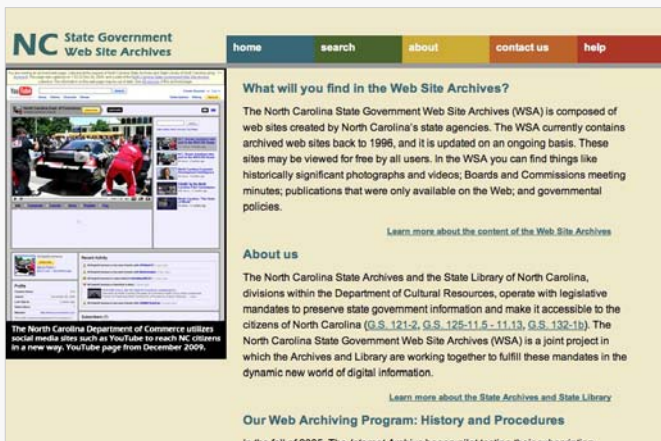 NC State Government
Web Site Archives
home search about contact us help
YouTube
The North Carolina Department of Commerce utilizes
social media sites such as YouTube to reach NC citizens
in a new way. YouTube page from December 2009.
What will you find in the Web Site Archives?
The North Carolina State Government Web Site Archives (WSA) is composed of
web sites created by North Carolina's state agencies. The WSA currently contains
archived web sites back to 1996, and it is updated on an ongoing basis. These
sites may be viewed for free by all users. In the WSA you can find things like
historically significant photographs and videos; Boards and Commissions meeting
minutes; publications that were only available on the Web; and governmental
policies.
Learn more about the content of the Web Site Archives
About us
The North Carolina State Archives and the State Library of North Carolina,
divisions within the Department of Cultural Resources, operate with legislative
mandates to preserve state government information and make it accessible to the
citizens of North Carolina (G.S. 121-2, G.S. 125-11.5 - 11.13, G.S. 132-1b). The
North Carolina State Government Web Site Archives (WSA) is a joint project in
which the Archives and Library are working together to fulfill these mandates in the
dynamic new world of digital information.
Learn more about the State Archives and State Library
Our Web Archiving Program: History and Procedures